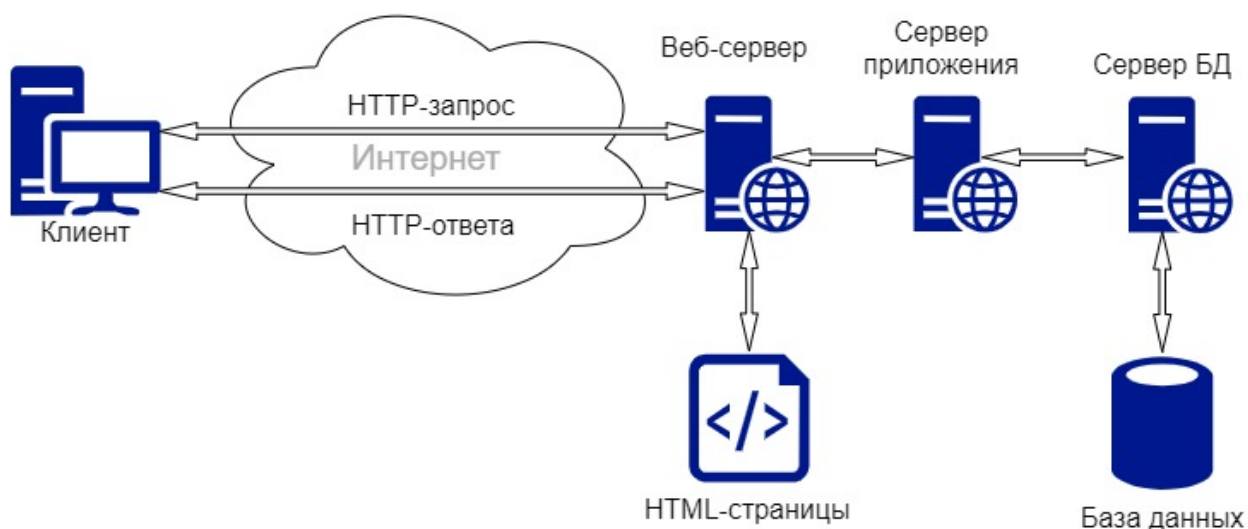 Веб-сервер
Сервер
приложения
Сервер БД
HTTP-запрос
Интернет
HTTP-ответа
Клиент
HTML-страницы
База данных